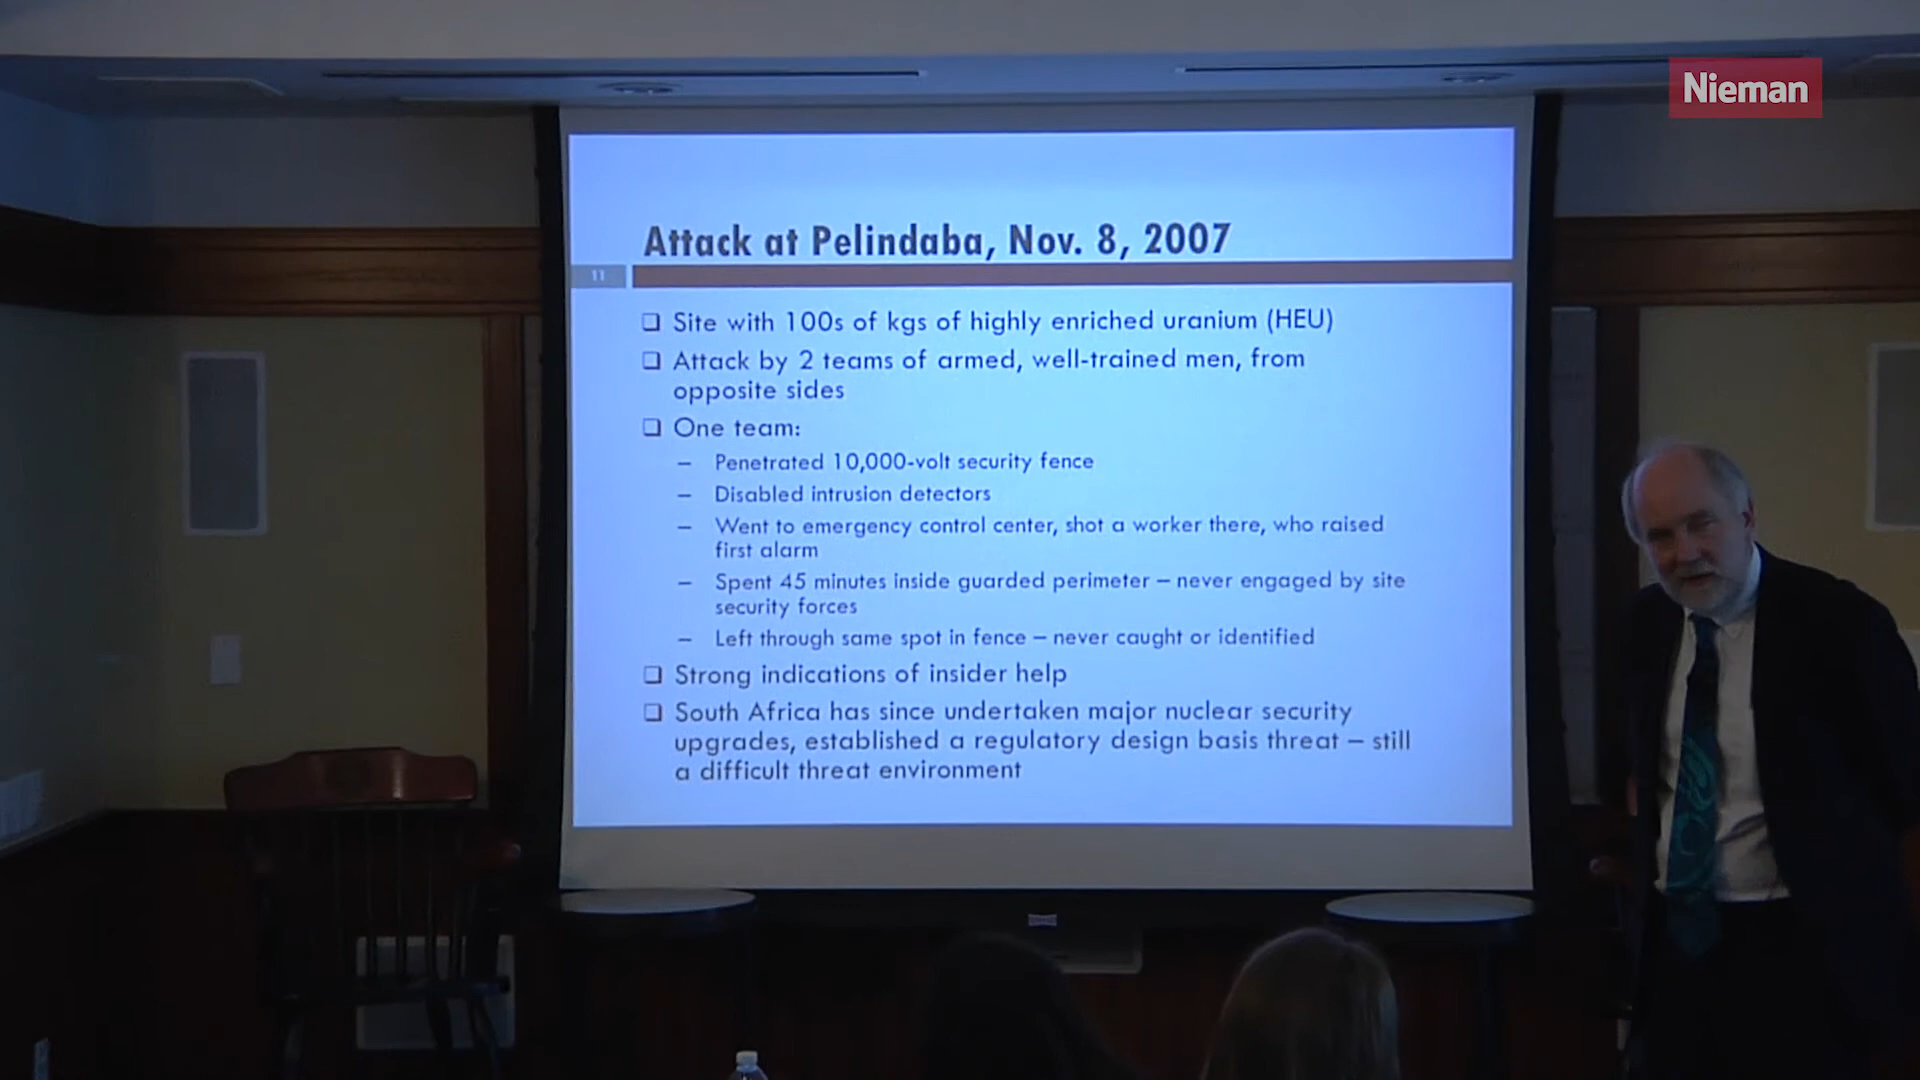 Nieman
Attack at Pelindaba, Nov. 8, 2007
11
❑ Site with 100s of kgs of highly enriched uranium (HEU)
❑ Attack by 2 teams of armed, well-trained men, from
opposite sides
❑ One team:
– Penetrated 10,000-volt security fence
– Disabled intrusion detectors
– Went to emergency control center, shot a worker there, who raised
first alarm
– Spent 45 minutes inside guarded perimeter – never engaged by site
security forces
– Left through same spot in fence – never caught or identified
❑ Strong indications of insider help
❑ South Africa has since undertaken major nuclear security
upgrades, established a regulatory design basis threat – still
a difficult threat environment